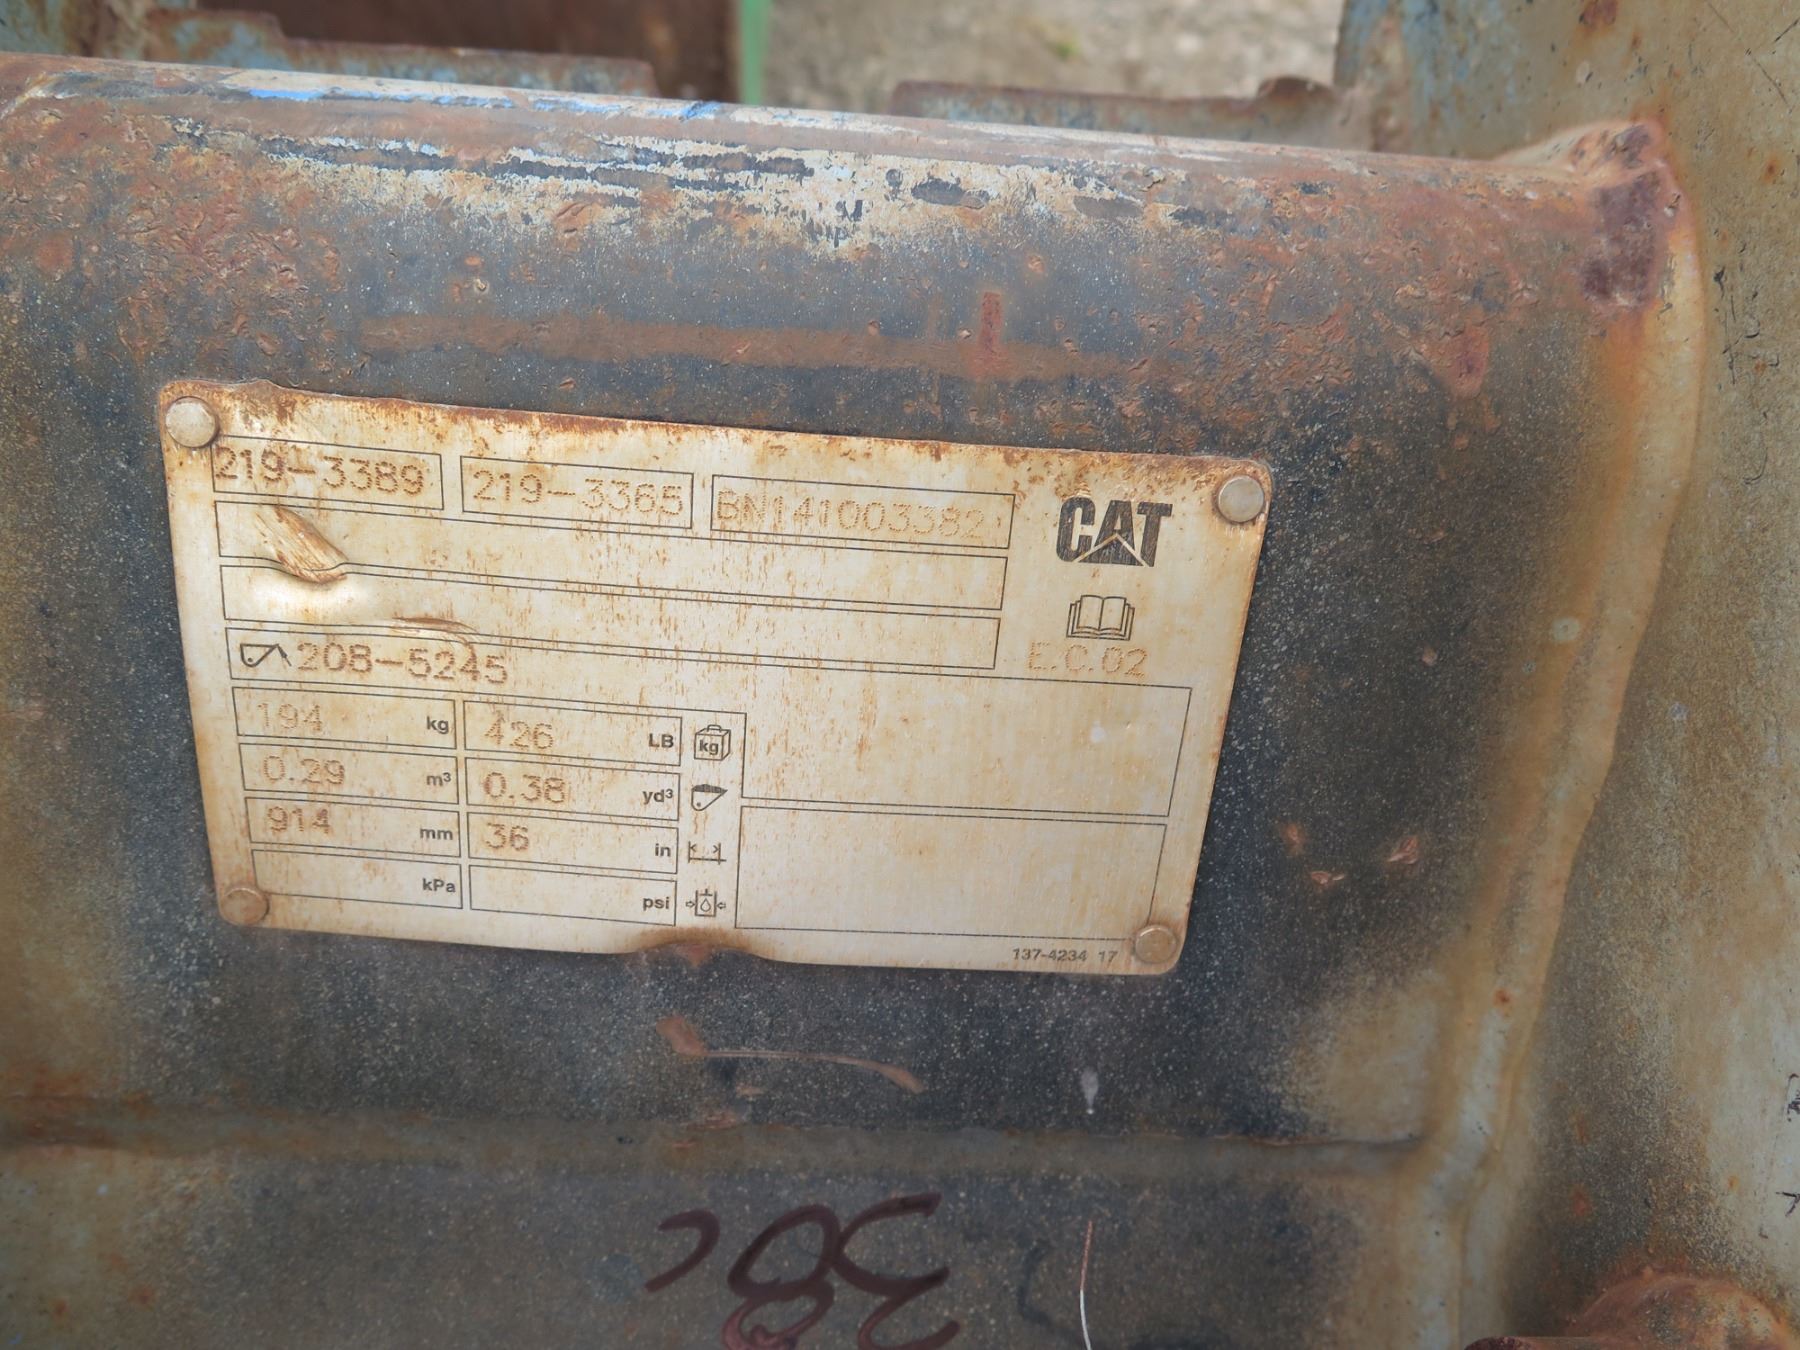 219-3389 219-3365 BN141003382
CAT
E.C.02
208-5245
194 kg 426 LB kg
0.29 m³ 0.38 yd³
914 mm 36 in
kPa psi
137-4234 17